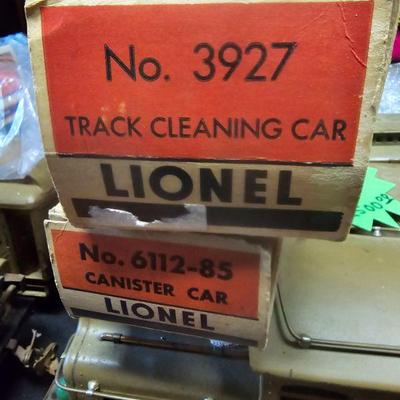 No. 3927
TRACK CLEANING CAR
LIONEL
No. 6112-85
CANISTER CAR
LIONEL